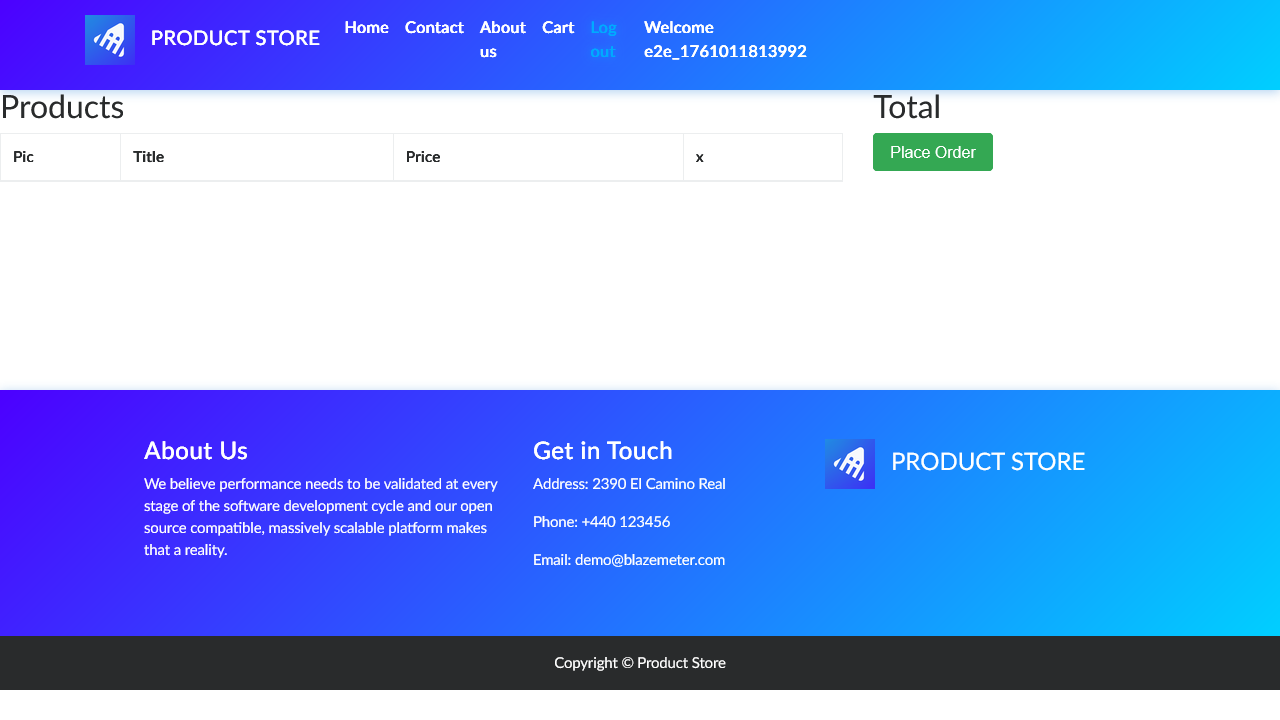 PRODUCT STORE
Home
Contact
About
us
Cart
Log
out
Welcome
e2e_1761011813992
Products
Total
Pic
Title
Price
x
Place Order
About Us
We believe performance needs to be validated at every
stage of the software development cycle and our open
source compatible, massively scalable platform makes
that a reality.
Get in Touch
Address: 2390 El Camino Real
Phone: +440 123456
Email: demo@blazemeter.com
PRODUCT STORE
Copyright © Product Store